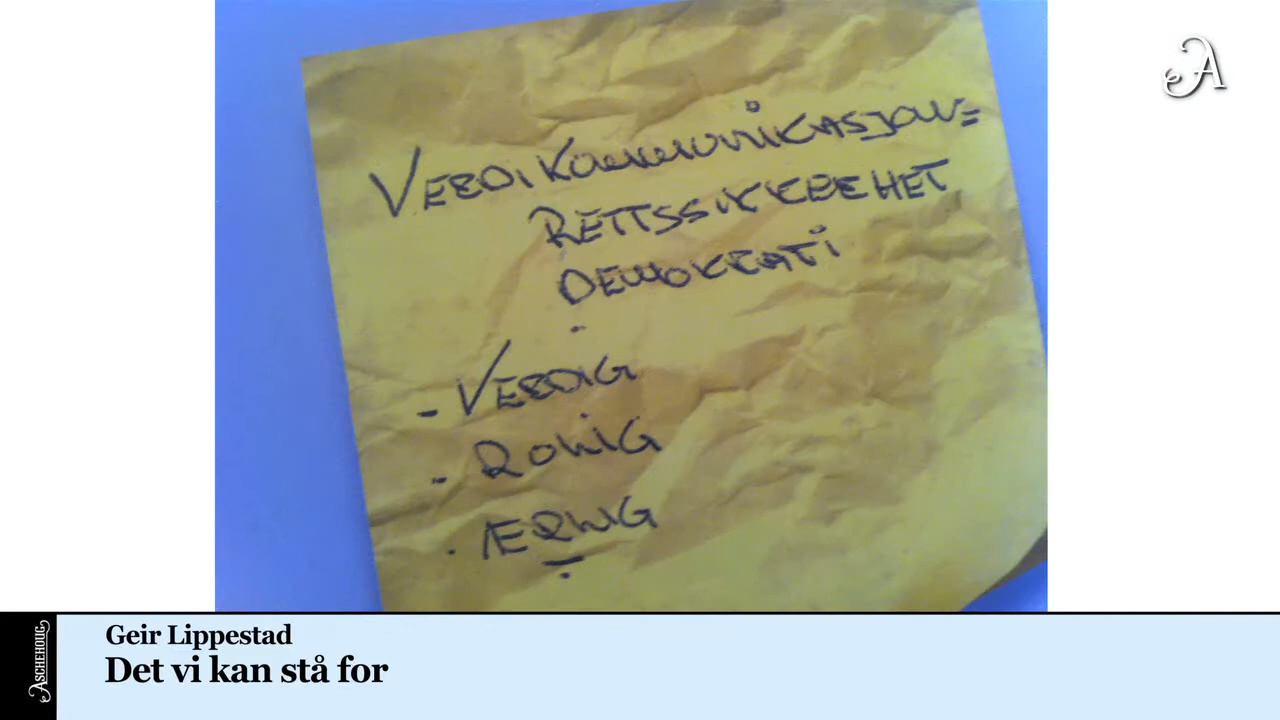 A
VERDIKOMMUNIKASJON =
RETTSSIKKERHET
DEMOKRATI
- VERDIG
- ROLIG
- ÆRLIG
ASCHEHOUG
Geir Lippestad
Det vi kan stå for